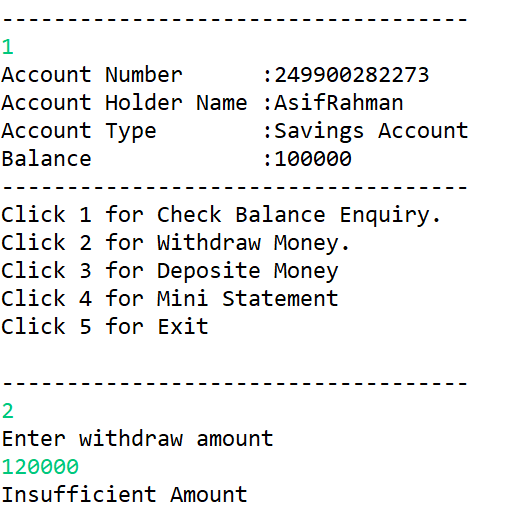 ------------------------------------
1
Account Number      :249900282273
Account Holder Name :AsifRahman
Account Type        :Savings Account
Balance             :100000
------------------------------------
Click 1 for Check Balance Enquiry.
Click 2 for Withdraw Money.
Click 3 for Deposite Money
Click 4 for Mini Statement
Click 5 for Exit

------------------------------------
2
Enter withdraw amount
120000
Insufficient Amount